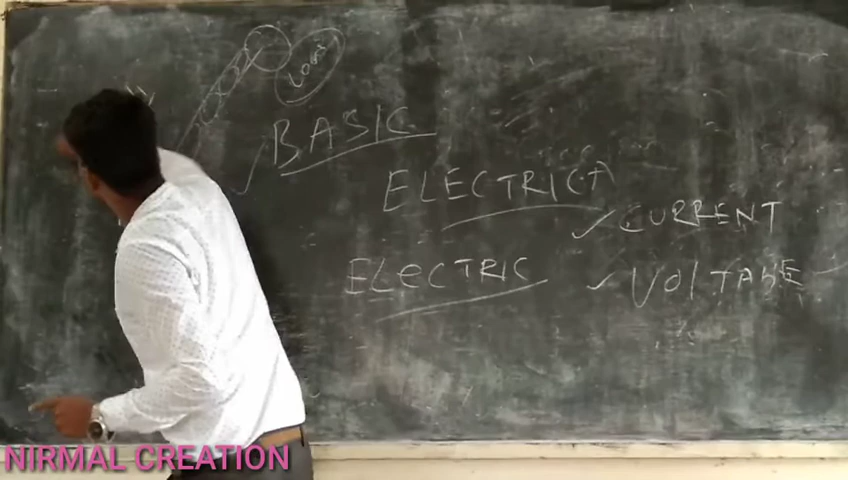 BASIC
ELECTRICA
CURRENT
ELECTRIC
VOLTAGE
NIRMAL CREATION